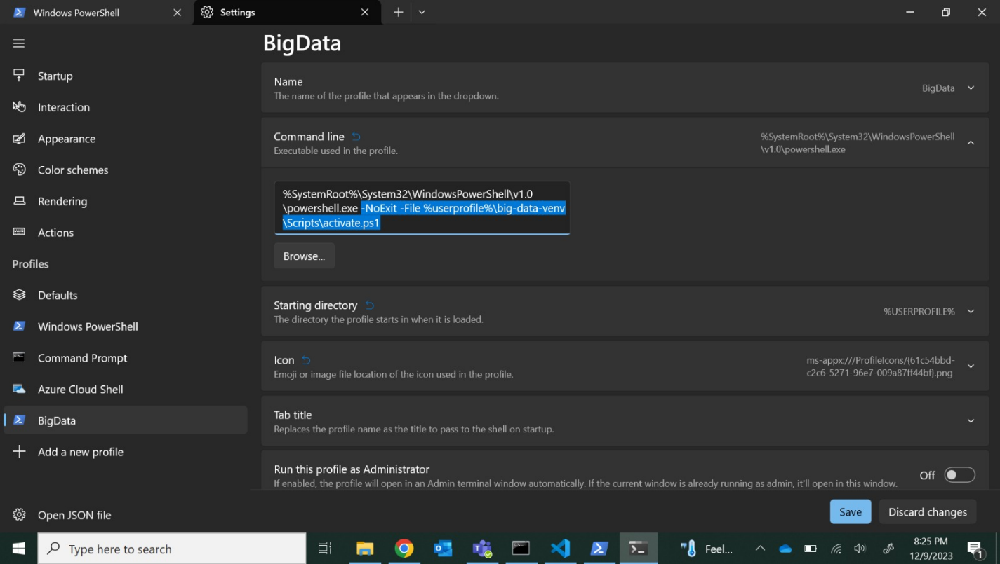 Windows PowerShell
Settings
BigData
Startup
Interaction
Appearance
Color schemes
Rendering
Actions
Profiles
Defaults
Windows PowerShell
Command Prompt
Azure Cloud Shell
BigData
Add a new profile
Open JSON file
Name
The name of the profile that appears in the dropdown.
BigData
Command line
Executable used in the profile.
%SystemRoot%\System32\WindowsPowerShell
\v1.0\powershell.exe
%SystemRoot%\System32\WindowsPowerShell\v1.0
\powershell.exe -NoExit -File %userprofile%\big-data-venv
\Scripts\activate.ps1
Browse...
Starting directory
The directory the profile starts in when it is loaded.
%USERPROFILE%
Icon
Emoji or image file location of the icon used in the profile.
ms-appx:///ProfileIcons/{61c54bbd-
c2c6-5271-96e7-009a87ff44bf}.png
Tab title
Replaces the profile name as the title to pass to the shell on startup.
Run this profile as Administrator
If enabled, the profile will open in an Admin terminal window automatically. If the current window is already running as admin, it'll open in this window.
Off
Save
Discard changes
Type here to search
Feel...
8:25 PM
12/9/2023
1